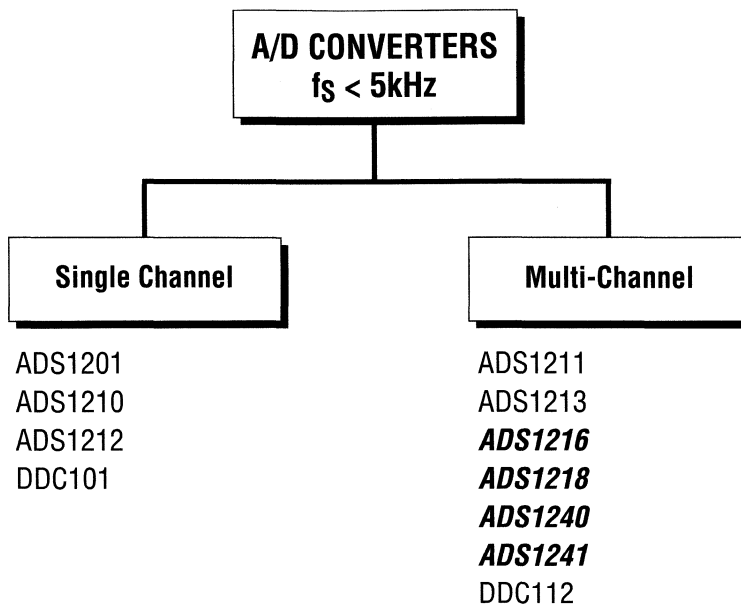 A/D CONVERTERS
fS < 5kHz
Single Channel
ADS1201
ADS1210
ADS1212
DDC101
Multi-Channel
ADS1211
ADS1213
ADS1216
ADS1218
ADS1240
ADS1241
DDC112